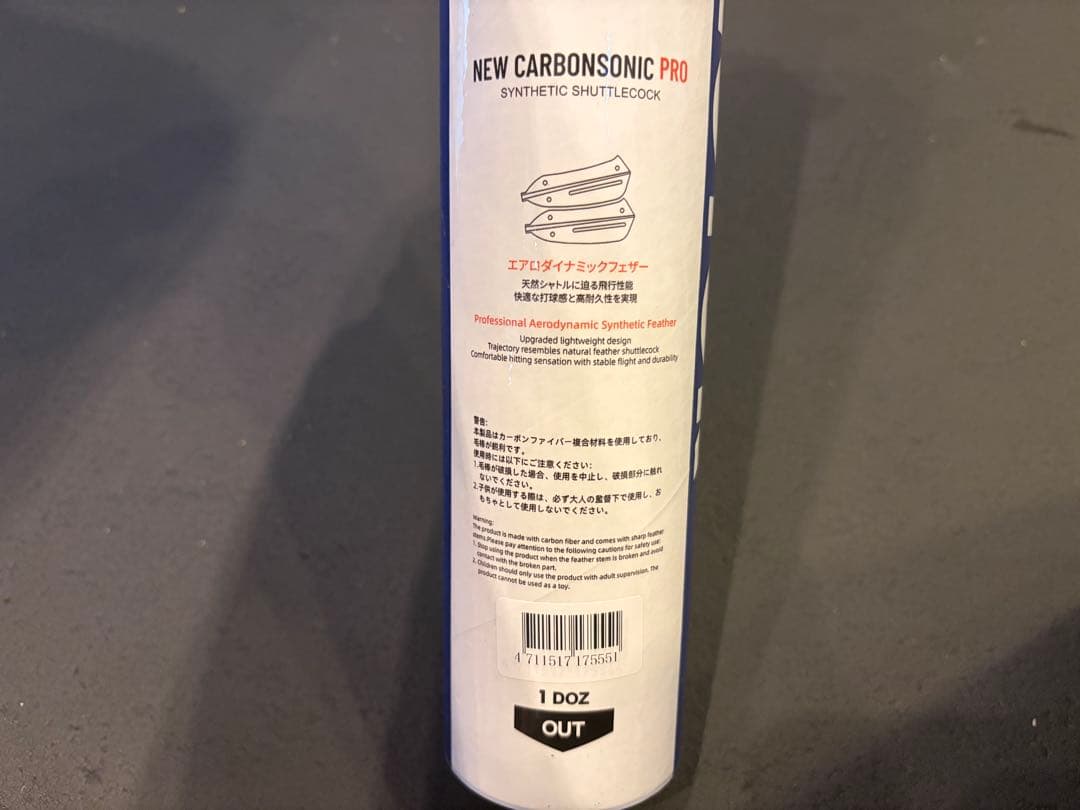 NEW CARBONSONIC PRO
SYNTHETIC SHUTTLECOCK
エアロダイナミックフェザー
天然シャトルに迫る飛行性能
快適な打球感と高耐久性を実現
Professional Aerodynamic Synthetic Feather
Upgraded lightweight design
Trajectory resembles natural feather shuttlecock
Comfortable hitting sensation with stable flight and durability
警告:
本製品はカーボンファイバー複合材料を使用しており、
毛棒が鋭利です。
使用時には以下にご注意ください:
1.毛棒が破損した場合、使用を中止し、破損部分に触れ
ないでください。
2.子供が使用する際は、必ず大人の監督下で使用し、お
もちゃとして使用しないでください。
Warning:
The product is made with carbon fiber and comes with sharp feather
stems.Please pay attention to the following cautions for safety use:
1. Stop using the product when the feather stem is broken and avoid
contact with the broken part.
2. Children should only use the product with adult supervision. The
product cannot be used as a toy.
4 711517 175551
1 DOZ
OUT